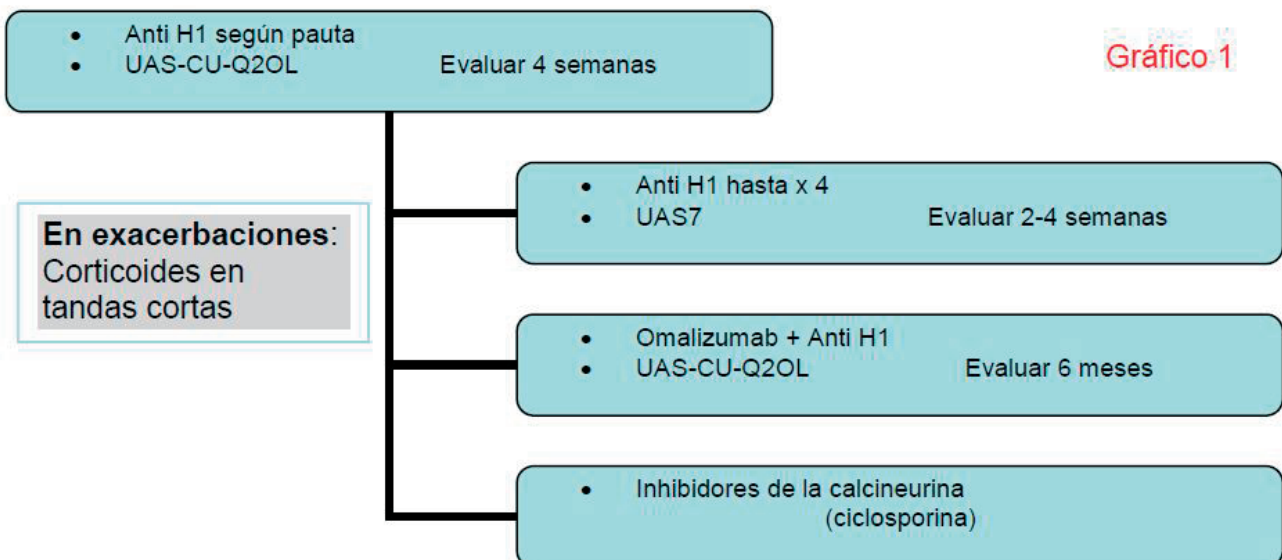 • Anti H1 según pauta
• UAS-CU-Q2OL Evaluar 4 semanas
Gráfico 1
• Anti H1 hasta x 4
• UAS7 Evaluar 2-4 semanas
En exacerbaciones:
Corticoides en
tandas cortas
• Omalizumab + Anti H1
• UAS-CU-Q2OL Evaluar 6 meses
• Inhibidores de la calcineurina
(ciclosporina)